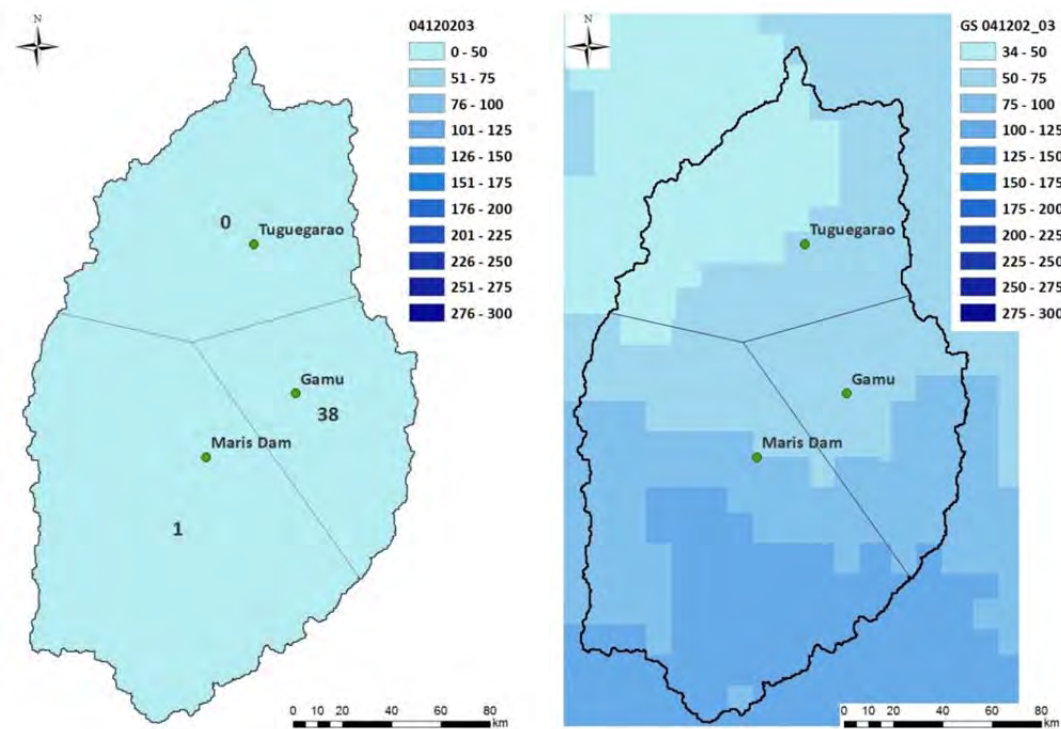 N
04120203
0 - 50
51 - 75
76 - 100
101 - 125
126 - 150
151 - 175
176 - 200
201 - 225
226 - 250
251 - 275
276 - 300
0
Tuguegarao
Gamu
38
Maris Dam
1
0 10 20 40 60 80
km
N
GS 041202_03
34 - 50
50 - 75
75 - 100
100 - 125
125 - 150
150 - 175
175 - 200
200 - 225
225 - 250
250 - 275
275 - 300
Tuguegarao
Gamu
Maris Dam
0 10 20 40 60 80
km